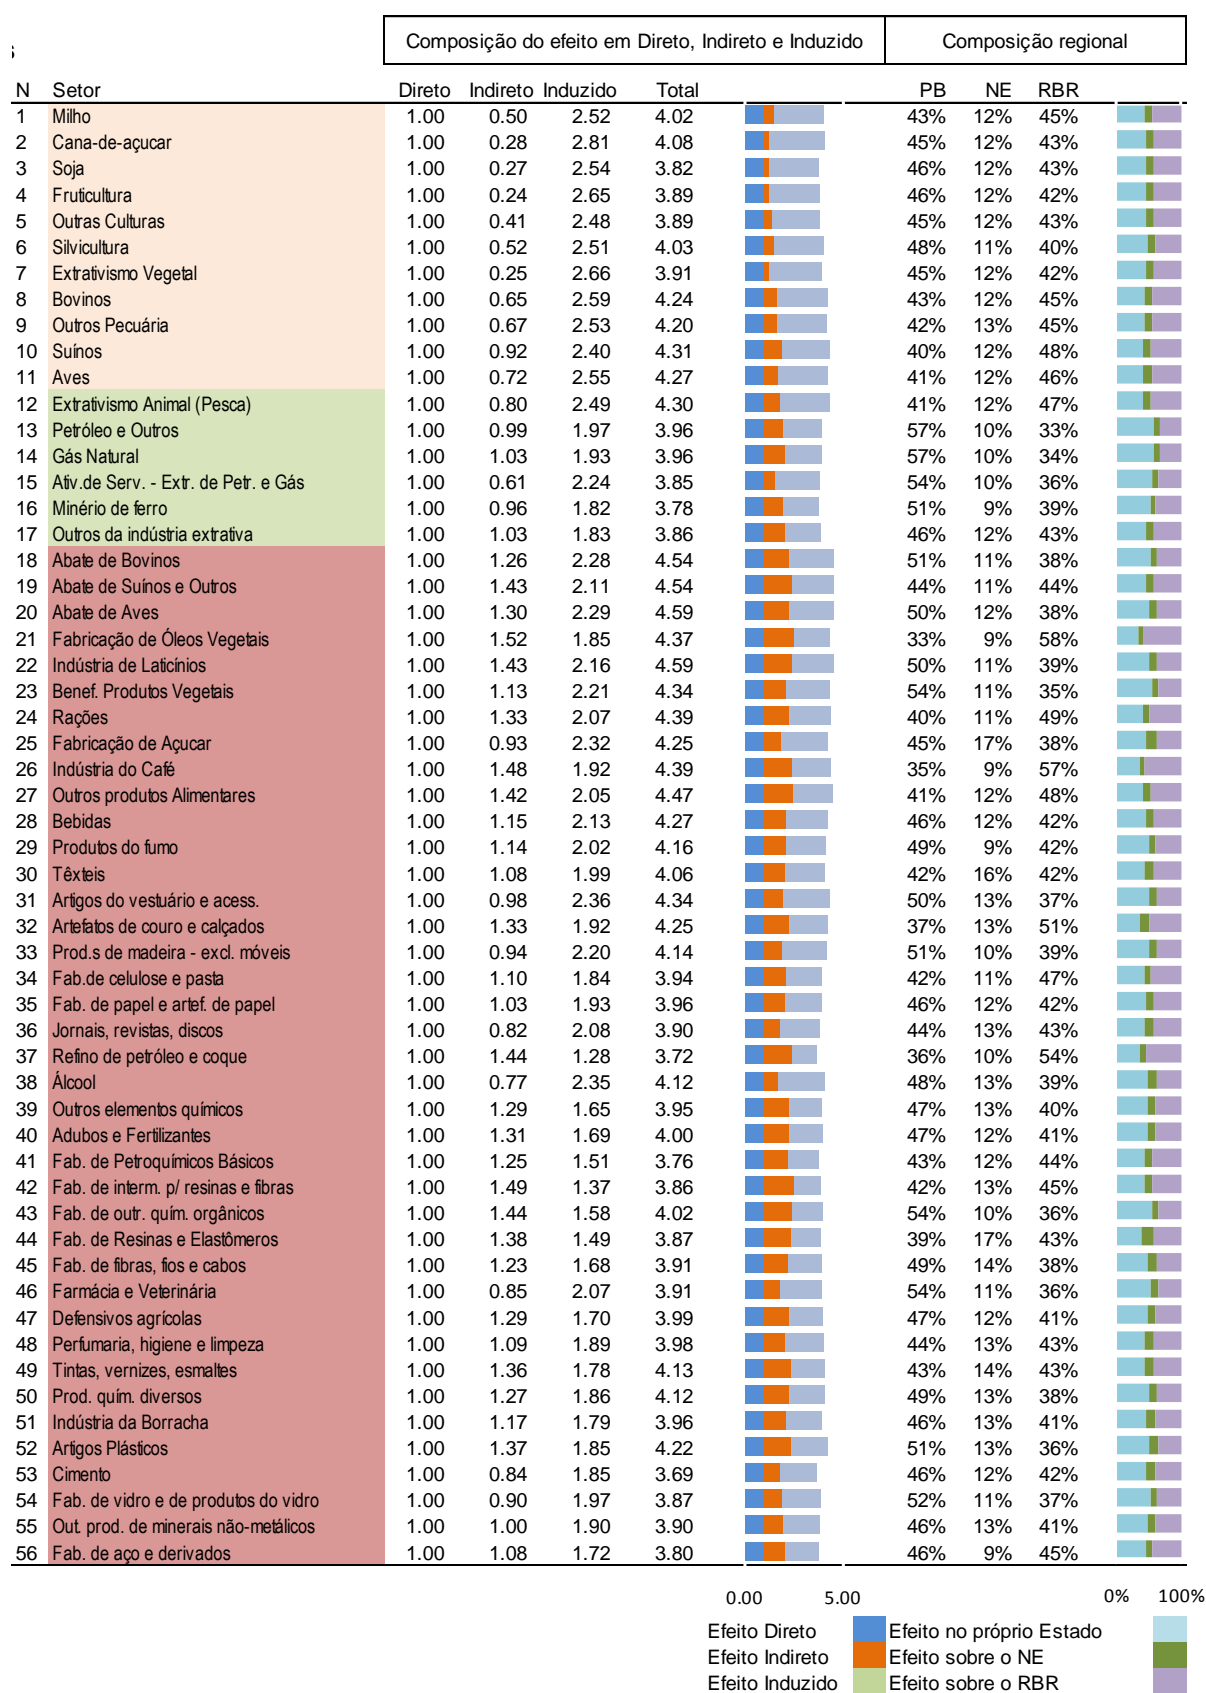 Composição do efeito em Direto, Indireto e Induzido Composição regional
s
N Setor Direto Indireto Induzido Total PB NE RBR
1 Milho 1.00 0.50 2.52 4.02 43% 12% 45%
2 Cana-de-açucar 1.00 0.28 2.81 4.08 45% 12% 43%
3 Soja 1.00 0.27 2.54 3.82 46% 12% 43%
4 Fruticultura 1.00 0.24 2.65 3.89 46% 12% 42%
5 Outras Culturas 1.00 0.41 2.48 3.89 45% 12% 43%
6 Silvicultura 1.00 0.52 2.51 4.03 48% 11% 40%
7 Extrativismo Vegetal 1.00 0.25 2.66 3.91 45% 12% 42%
8 Bovinos 1.00 0.65 2.59 4.24 43% 12% 45%
9 Outros Pecuária 1.00 0.67 2.53 4.20 42% 13% 45%
10 Suínos 1.00 0.92 2.40 4.31 40% 12% 48%
11 Aves 1.00 0.72 2.55 4.27 41% 12% 46%
12 Extrativismo Animal (Pesca) 1.00 0.80 2.49 4.30 41% 12% 47%
13 Petróleo e Outros 1.00 0.99 1.97 3.96 57% 10% 33%
14 Gás Natural 1.00 1.03 1.93 3.96 57% 10% 34%
15 Ativ.de Serv. - Extr. de Petr. e Gás 1.00 0.61 2.24 3.85 54% 10% 36%
16 Minério de ferro 1.00 0.96 1.82 3.78 51% 9% 39%
17 Outros da indústria extrativa 1.00 1.03 1.83 3.86 46% 12% 43%
18 Abate de Bovinos 1.00 1.26 2.28 4.54 51% 11% 38%
19 Abate de Suínos e Outros 1.00 1.43 2.11 4.54 44% 11% 44%
20 Abate de Aves 1.00 1.30 2.29 4.59 50% 12% 38%
21 Fabricação de Óleos Vegetais 1.00 1.52 1.85 4.37 33% 9% 58%
22 Indústria de Laticínios 1.00 1.43 2.16 4.59 50% 11% 39%
23 Benef. Produtos Vegetais 1.00 1.13 2.21 4.34 54% 11% 35%
24 Rações 1.00 1.33 2.07 4.39 40% 11% 49%
25 Fabricação de Açucar 1.00 0.93 2.32 4.25 45% 17% 38%
26 Indústria do Café 1.00 1.48 1.92 4.39 35% 9% 57%
27 Outros produtos Alimentares 1.00 1.42 2.05 4.47 41% 12% 48%
28 Bebidas 1.00 1.15 2.13 4.27 46% 12% 42%
29 Produtos do fumo 1.00 1.14 2.02 4.16 49% 9% 42%
30 Têxteis 1.00 1.08 1.99 4.06 42% 16% 42%
31 Artigos do vestuário e acess. 1.00 0.98 2.36 4.34 50% 13% 37%
32 Artefatos de couro e calçados 1.00 1.33 1.92 4.25 37% 13% 51%
33 Prod.s de madeira - excl. móveis 1.00 0.94 2.20 4.14 51% 10% 39%
34 Fab.de celulose e pasta 1.00 1.10 1.84 3.94 42% 11% 47%
35 Fab. de papel e artef. de papel 1.00 1.03 1.93 3.96 46% 12% 42%
36 Jornais, revistas, discos 1.00 0.82 2.08 3.90 44% 13% 43%
37 Refino de petróleo e coque 1.00 1.44 1.28 3.72 36% 10% 54%
38 Álcool 1.00 0.77 2.35 4.12 48% 13% 39%
39 Outros elementos químicos 1.00 1.29 1.65 3.95 47% 13% 40%
40 Adubos e Fertilizantes 1.00 1.31 1.69 4.00 47% 12% 41%
41 Fab. de Petroquímicos Básicos 1.00 1.25 1.51 3.76 43% 12% 44%
42 Fab. de interm. p/ resinas e fibras 1.00 1.49 1.37 3.86 42% 13% 45%
43 Fab. de outr. quím. orgânicos 1.00 1.44 1.58 4.02 54% 10% 36%
44 Fab. de Resinas e Elastômeros 1.00 1.38 1.49 3.87 39% 17% 43%
45 Fab. de fibras, fios e cabos 1.00 1.23 1.68 3.91 49% 14% 38%
46 Farmácia e Veterinária 1.00 0.85 2.07 3.91 54% 11% 36%
47 Defensivos agrícolas 1.00 1.29 1.70 3.99 47% 12% 41%
48 Perfumaria, higiene e limpeza 1.00 1.09 1.89 3.98 44% 13% 43%
49 Tintas, vernizes, esmaltes 1.00 1.36 1.78 4.13 43% 14% 43%
50 Prod. quím. diversos 1.00 1.27 1.86 4.12 49% 13% 38%
51 Indústria da Borracha 1.00 1.17 1.79 3.96 46% 13% 41%
52 Artigos Plásticos 1.00 1.37 1.85 4.22 51% 13% 36%
53 Cimento 1.00 0.84 1.85 3.69 46% 12% 42%
54 Fab. de vidro e de produtos do vidro 1.00 0.90 1.97 3.87 52% 11% 37%
55 Out. prod. de minerais não-metálicos 1.00 1.00 1.90 3.90 46% 13% 41%
56 Fab. de aço e derivados 1.00 1.08 1.72 3.80 46% 9% 45%
0.00 5.00 0% 100%
Efeito Direto Efeito no próprio Estado
Efeito Indireto Efeito sobre o NE
Efeito Induzido Efeito sobre o RBR